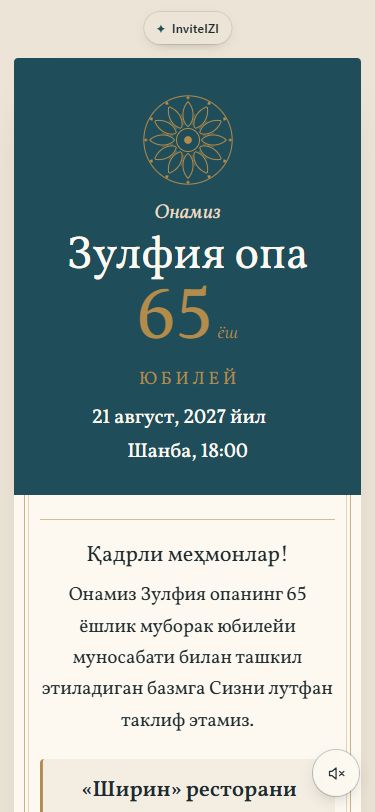 InviteIZI
Онамиз
Зулфия опа
65 ёш
ЮБИЛЕЙ
21 август, 2027 йил
Шанба, 18:00
Қадрли меҳмонлар!
Онамиз Зулфия опанинг 65
ёшлик муборак юбилейи
муносабати билан ташкил
этиладиган базмга Сизни лутфан
таклиф этамиз.
«Ширин» ресторани